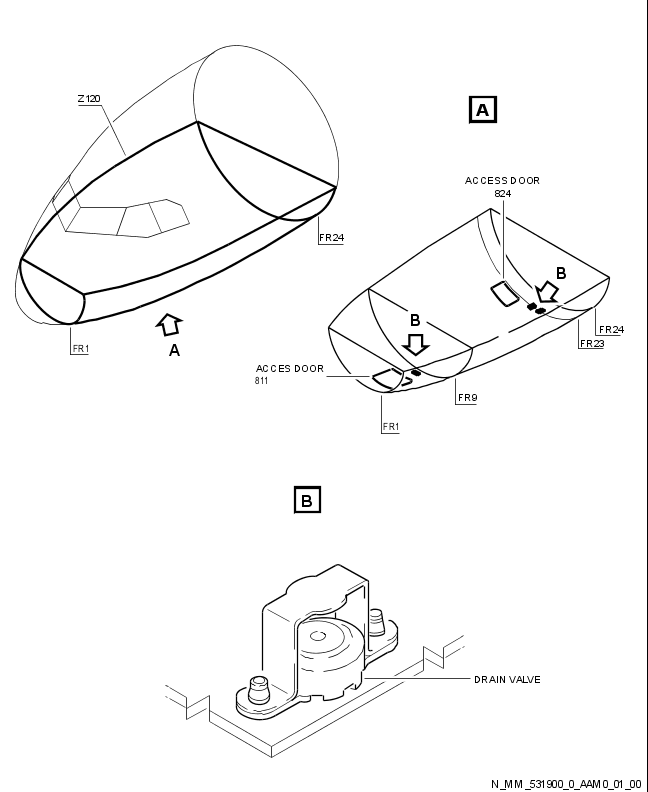 Z120
A
ACCESS DOOR
824
FR24
B
FR1
A
B
FR24
FR23
ACCES DOOR
811
FR9
FR1
B
DRAIN VALVE
N_MM_531900_0_AAM0_01_00